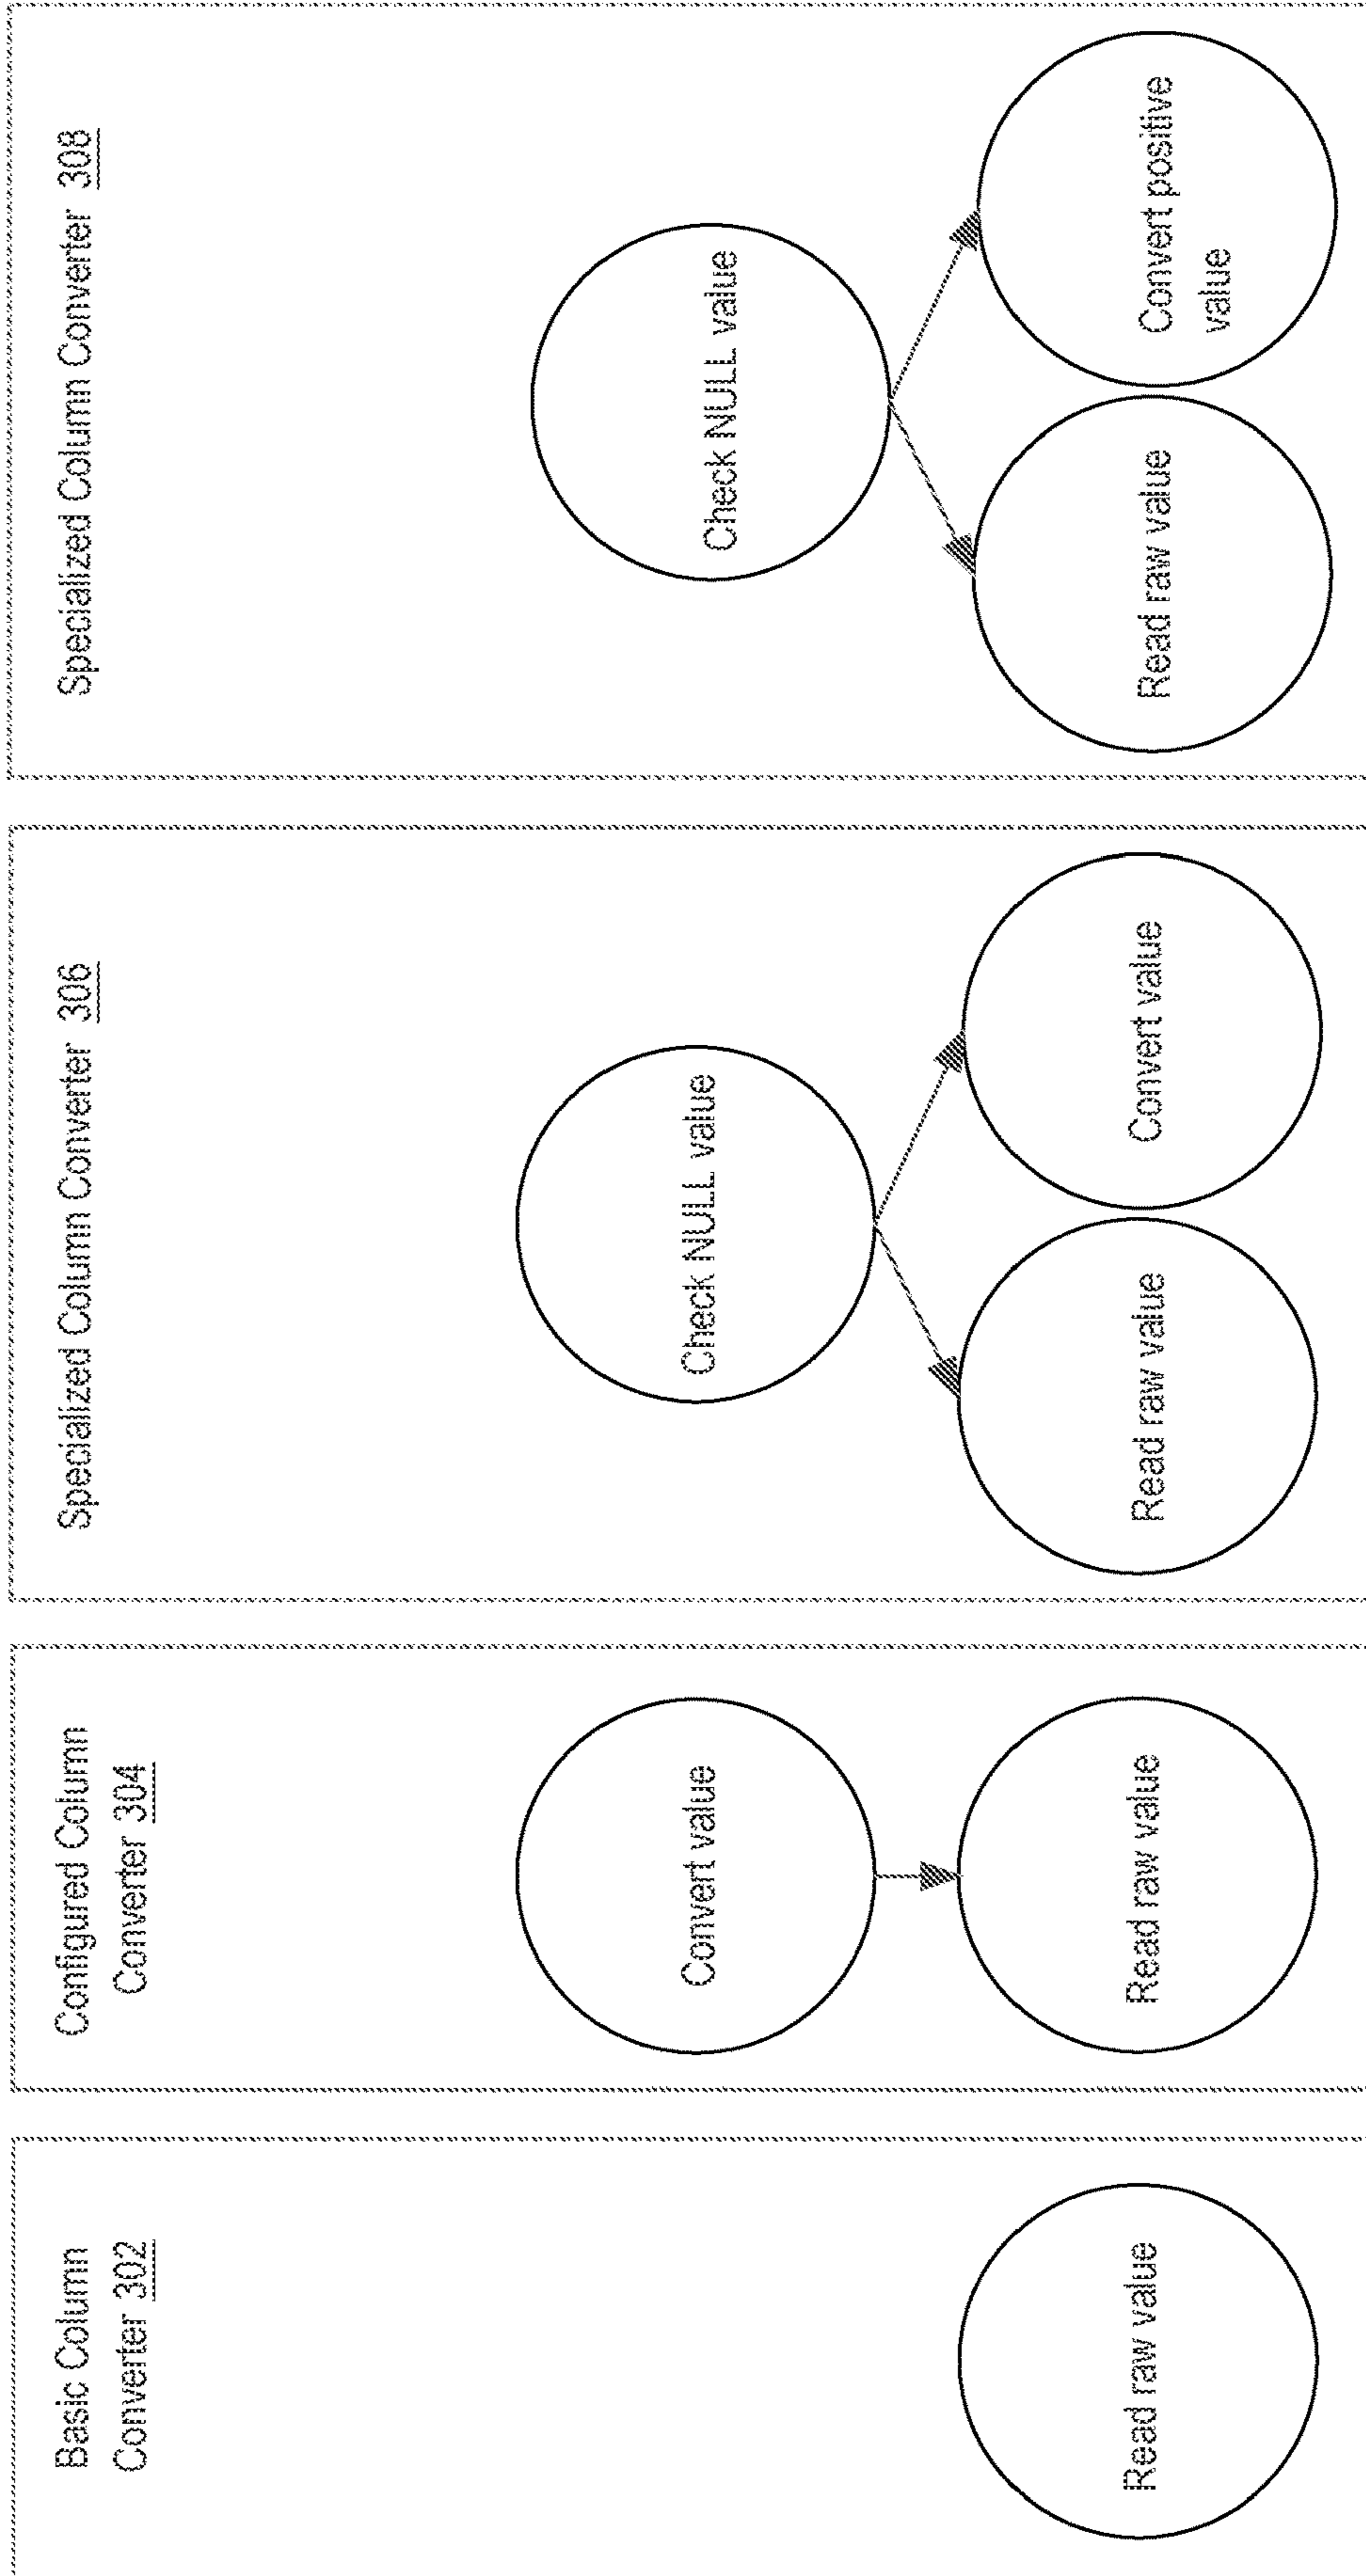 Basic Column
Converter 302
Read raw value
Configured Column
Converter 304
Convert value
Read raw value
Specialized Column Converter 306
Check NULL value
Read raw value
Convert value
Specialized Column Converter 308
Check NULL value
Read raw value
Convert positive
value